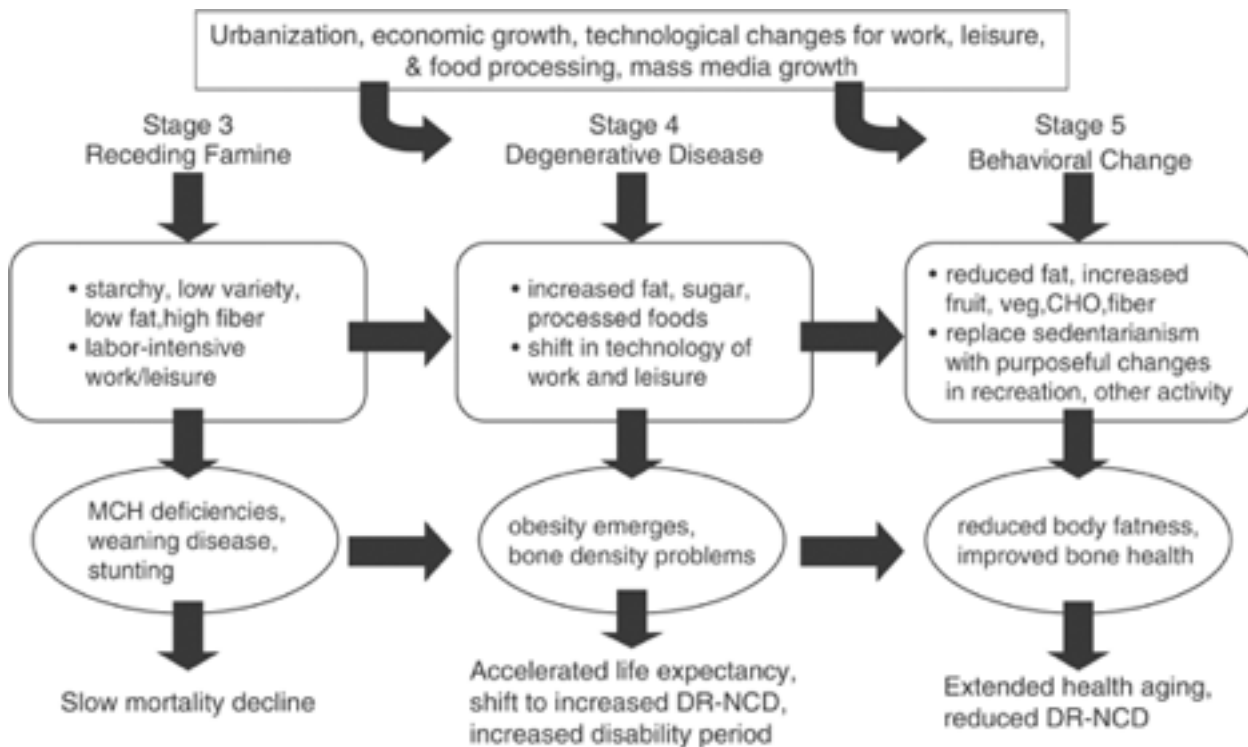 Urbanization, economic growth, technological changes for work, leisure,
& food processing, mass media growth
Stage 3
Receding Famine
Stage 4
Degenerative Disease
Stage 5
Behavioral Change
• starchy, low variety,
low fat,high fiber
• labor-intensive
work/leisure
• increased fat, sugar,
processed foods
• shift in technology of
work and leisure
• reduced fat, increased
fruit, veg,CHO,fiber
• replace sedentarianism
with purposeful changes
in recreation, other activity
MCH deficiencies,
weaning disease,
stunting
obesity emerges,
bone density problems
reduced body fatness,
improved bone health
Slow mortality decline
Accelerated life expectancy,
shift to increased DR-NCD,
increased disability period
Extended health aging,
reduced DR-NCD